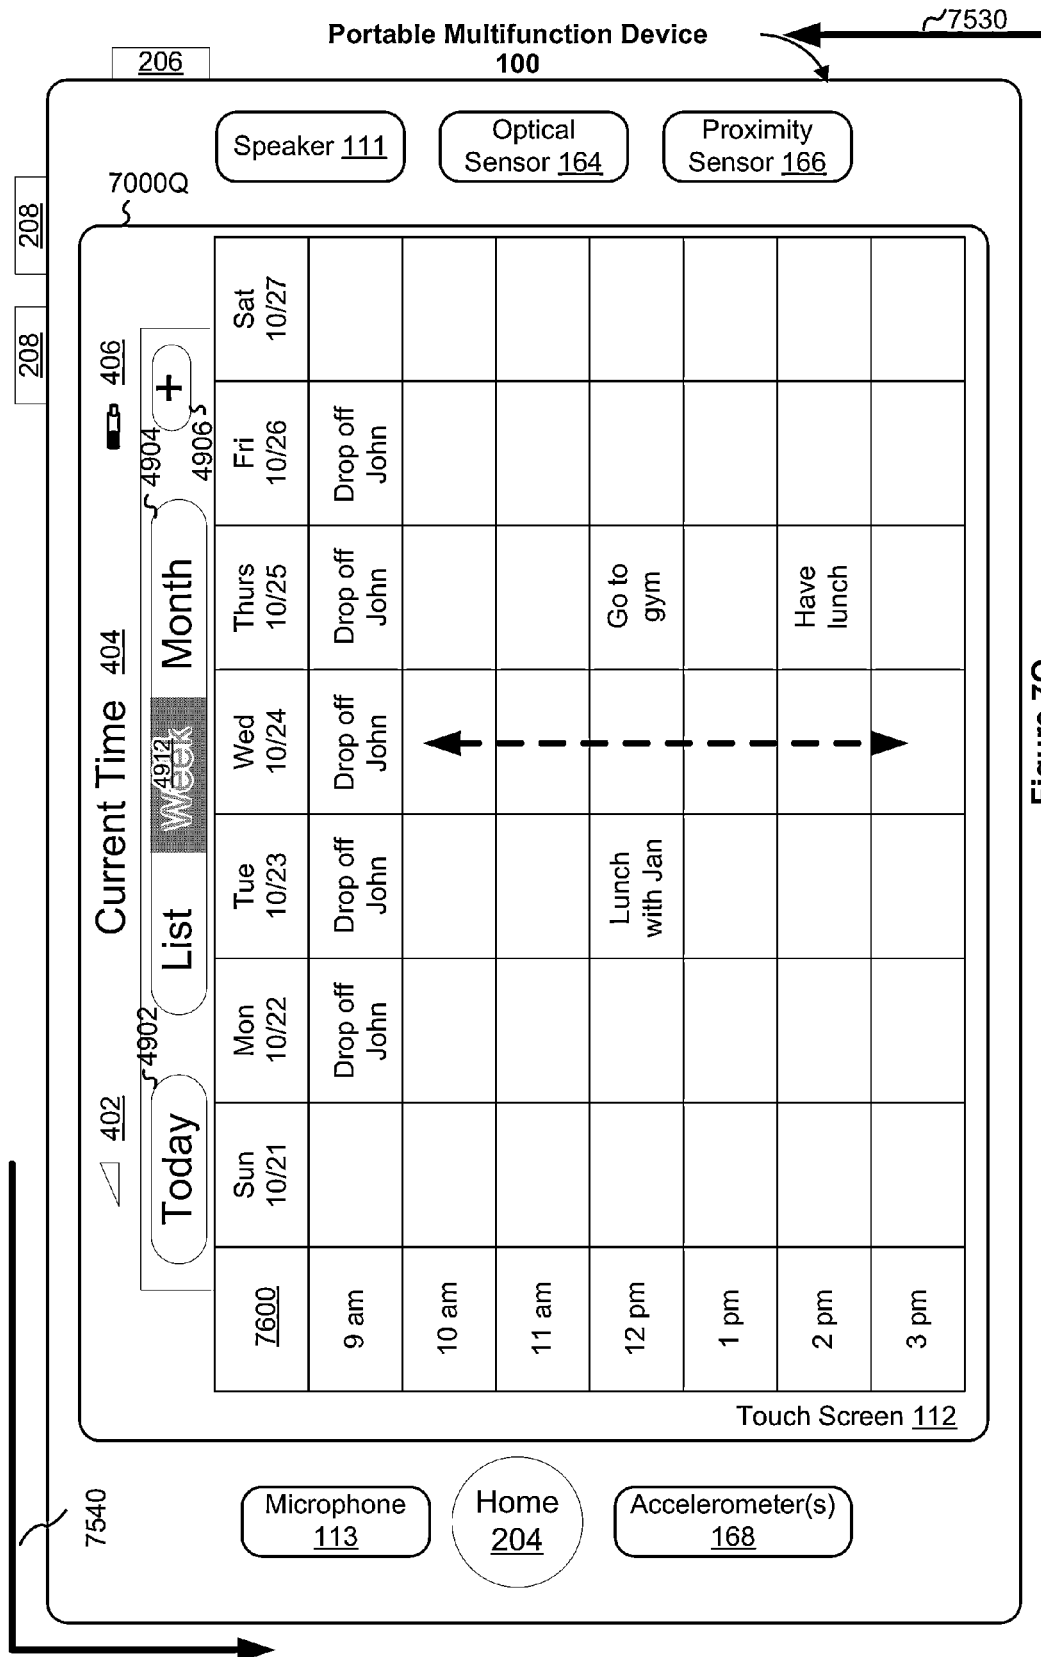 Portable Multifunction Device
100
7530
206
208
208
Speaker 111
Optical
Sensor 164
Proximity
Sensor 166
7000Q
402
Current Time 404
406
4902
4904
4906
Today
List
Week
4912
Month
+
7600
Sun
10/21
Mon
10/22
Tue
10/23
Wed
10/24
Thurs
10/25
Fri
10/26
Sat
10/27
9 am
Drop off
John
Drop off
John
Drop off
John
Drop off
John
Drop off
John
10 am
11 am
12 pm
Lunch
with Jan
Go to
gym
1 pm
2 pm
Have
lunch
3 pm
Touch Screen 112
7540
Microphone
113
Home
204
Accelerometer(s)
168